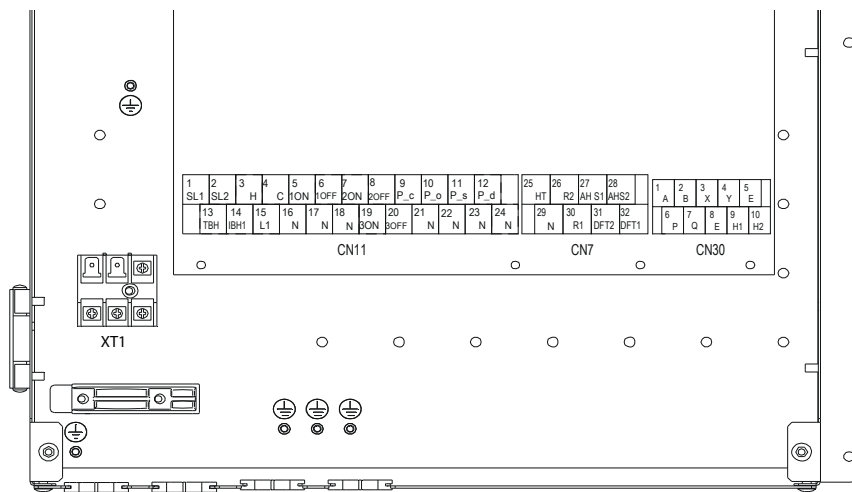 1 2 3 4 5 6 7 8 9 10 11 12
SL1 SL2 H C 1ON 1OFF 2ON 2OFF P_c P_o P_s P_d
13 14 15 16 17 18 19 20 21 22 23 24
TBH IBH1 L1 N N N 3ON 3OFF N N N N
CN11
25 26 27 28
HT R2 AH S1 AHS2
29 30 31 32
N R1 DFT2 DFT1
CN7
1 2 3 4 5
A B X Y E
6 7 8 9 10
P Q E H1 H2
CN30
XT1